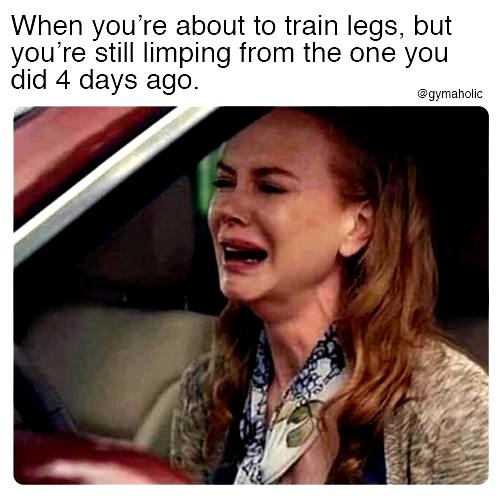 When you’re about to train legs, but
you’re still limping from the one you
did 4 days ago.
@gymaholic